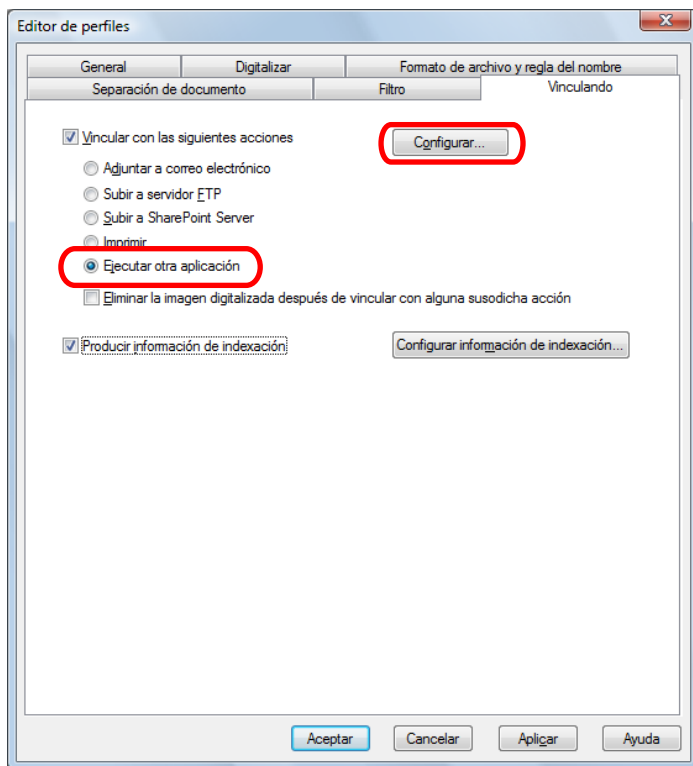 Editor de perfiles
General Digitalizar Formato de archivo y regla del nombre
Separación de documento Filtro Vinculando
Vincular con las siguientes acciones Configurar...
Adjuntar a correo electrónico
Subir a servidor FTP
Subir a SharePoint Server
Imprimir
Ejecutar otra aplicación
Eliminar la imagen digitalizada después de vincular con alguna susodicha acción
Producir información de indexación Configurar información de indexación...
Aceptar Cancelar Aplicar Ayuda